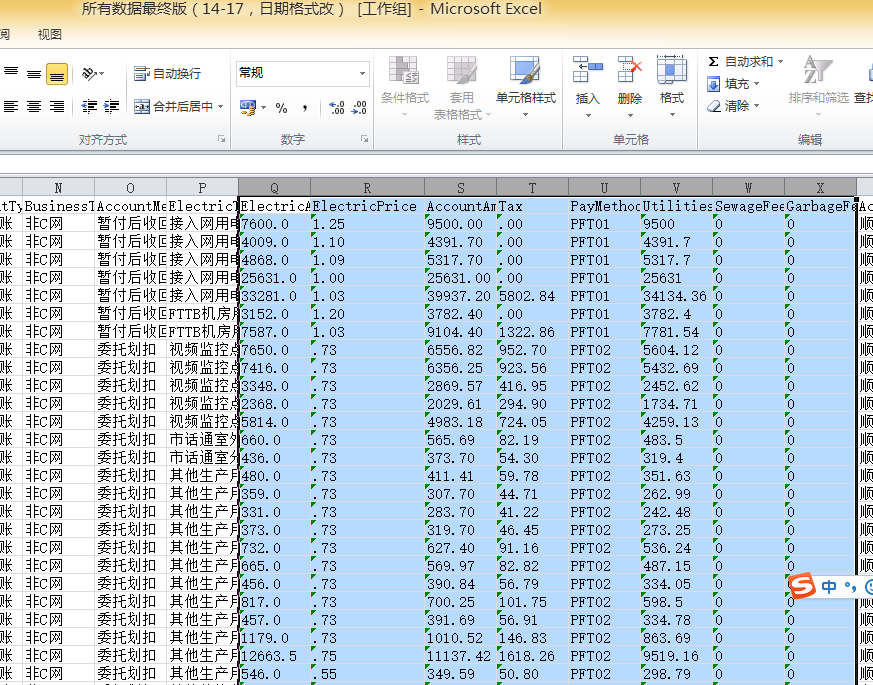 所有数据最终版（14-17，日期格式改） [工作组] - Microsoft Excel
阅 视图
自动换行 常规 Σ 自动求和
合并后居中 % , 条件格式 套用 表格格式 单元格样式 插入 删除 格式 填充 清除 排序和筛选 查找
对齐方式 数字 样式 单元格 编辑
N O P Q R S T U V W X
tTy BusinessT AccountMe ElectricT ElectricA ElectricPrice AccountAm Tax PayMethod Utilities SewageFee GarbageFe Ac
账 非C网 暂付后收回 接入网用电 7600.0 1.25 9500.00 .00 PFT01 9500 0 0 顺
账 非C网 暂付后收回 接入网用电 4009.0 1.10 4391.70 .00 PFT01 4391.7 0 0 顺
账 非C网 暂付后收回 接入网用电 4868.0 1.09 5317.70 .00 PFT01 5317.7 0 0 顺
账 非C网 暂付后收回 接入网用电 25631.0 1.00 25631.00 .00 PFT01 25631 0 0 顺
账 非C网 暂付后收回 接入网用电 33281.0 1.03 39937.20 5802.84 PFT01 34134.36 0 0 顺
账 非C网 暂付后收回 FTTB机房用 3152.0 1.20 3782.40 .00 PFT01 3782.4 0 0 顺
账 非C网 暂付后收回 FTTB机房用 7587.0 1.03 9104.40 1322.86 PFT01 7781.54 0 0 顺
账 非C网 委托划扣 视频监控点 7650.0 .73 6556.82 952.70 PFT02 5604.12 0 0 顺
账 非C网 委托划扣 视频监控点 7416.0 .73 6356.25 923.56 PFT02 5432.69 0 0 顺
账 非C网 委托划扣 视频监控点 3348.0 .73 2869.57 416.95 PFT02 2452.62 0 0 顺
账 非C网 委托划扣 视频监控点 2368.0 .73 2029.61 294.90 PFT02 1734.71 0 0 顺
账 非C网 委托划扣 视频监控点 5814.0 .73 4983.18 724.05 PFT02 4259.13 0 0 顺
账 非C网 委托划扣 市话通室外 660.0 .73 565.69 82.19 PFT02 483.5 0 0 顺
账 非C网 委托划扣 市话通室外 436.0 .73 373.70 54.30 PFT02 319.4 0 0 顺
账 非C网 委托划扣 其他生产用 480.0 .73 411.41 59.78 PFT02 351.63 0 0 顺
账 非C网 委托划扣 其他生产用 359.0 .73 307.70 44.71 PFT02 262.99 0 0 顺
账 非C网 委托划扣 其他生产用 331.0 .73 283.70 41.22 PFT02 242.48 0 0 顺
账 非C网 委托划扣 其他生产用 373.0 .73 319.70 46.45 PFT02 273.25 0 0 顺
账 非C网 委托划扣 其他生产用 732.0 .73 627.40 91.16 PFT02 536.24 0 0 顺
账 非C网 委托划扣 其他生产用 665.0 .73 569.97 82.82 PFT02 487.15 0 0 顺
账 非C网 委托划扣 其他生产用 456.0 .73 390.84 56.79 PFT02 334.05 0 0 中
账 非C网 委托划扣 其他生产用 817.0 .73 700.25 101.75 PFT02 598.5 0 0 顺
账 非C网 委托划扣 其他生产用 457.0 .73 391.69 56.91 PFT02 334.78 0 0 顺
账 非C网 委托划扣 其他生产用 1179.0 .73 1010.52 146.83 PFT02 863.69 0 0 顺
账 非C网 委托划扣 其他生产用 12663.5 .75 11137.42 1618.26 PFT02 9519.16 0 0 顺
账 非C网 委托划扣 其他生产用 546.0 .55 349.59 50.80 PFT02 298.79 0 0 顺